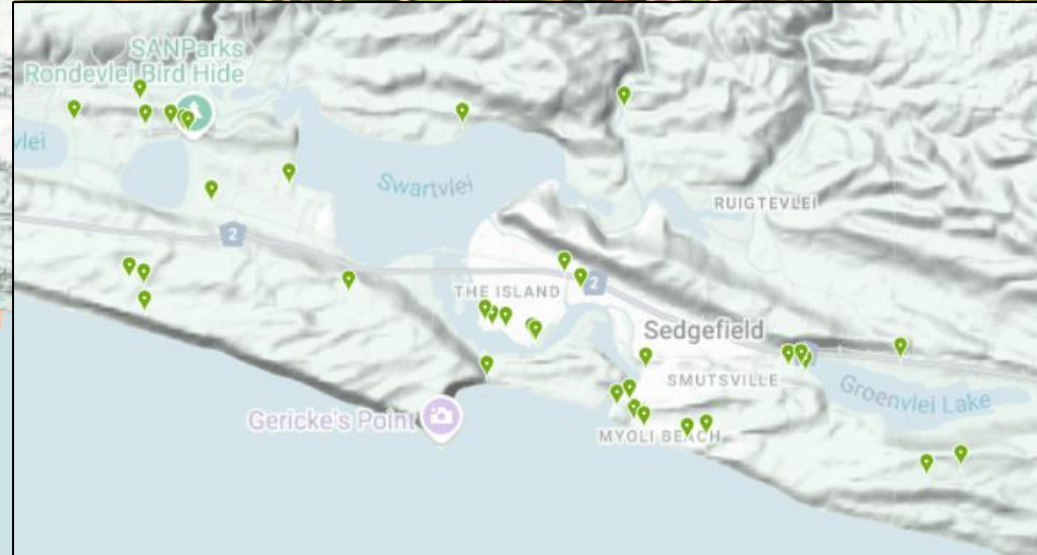 SANParks
Rondevlei Bird Hide
vlei
Swartvlei
RUIGTEVLEI
2
2
THE ISLAND
Sedgefield
SMUTSVILLE
Groenvlei Lake
Gericke's Point
MYOLI BEACH